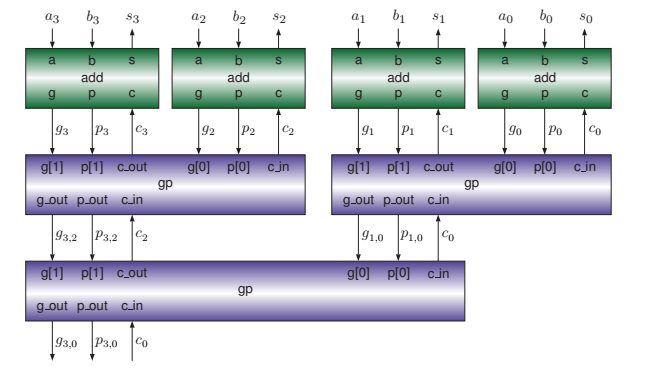 a3 b3 s3 a2 b2 s2 a1 b1 s1 a0 b0 s0
a b s a b s a b s a b s
add add add add
g p c g p c g p c g p c
g3 p3 c3 g2 p2 c2 g1 p1 c1 g0 p0 c0
g[1] p[1] c_out g[0] p[0] c_in g[1] p[1] c_out g[0] p[0] c_in
gp gp
g_out p_out c_in g_out p_out c_in
g3,2 p3,2 c2 g1,0 p1,0 c0
g[1] p[1] c_out g[0] p[0] c_in
gp
g_out p_out c_in
g3,0 p3,0 c0